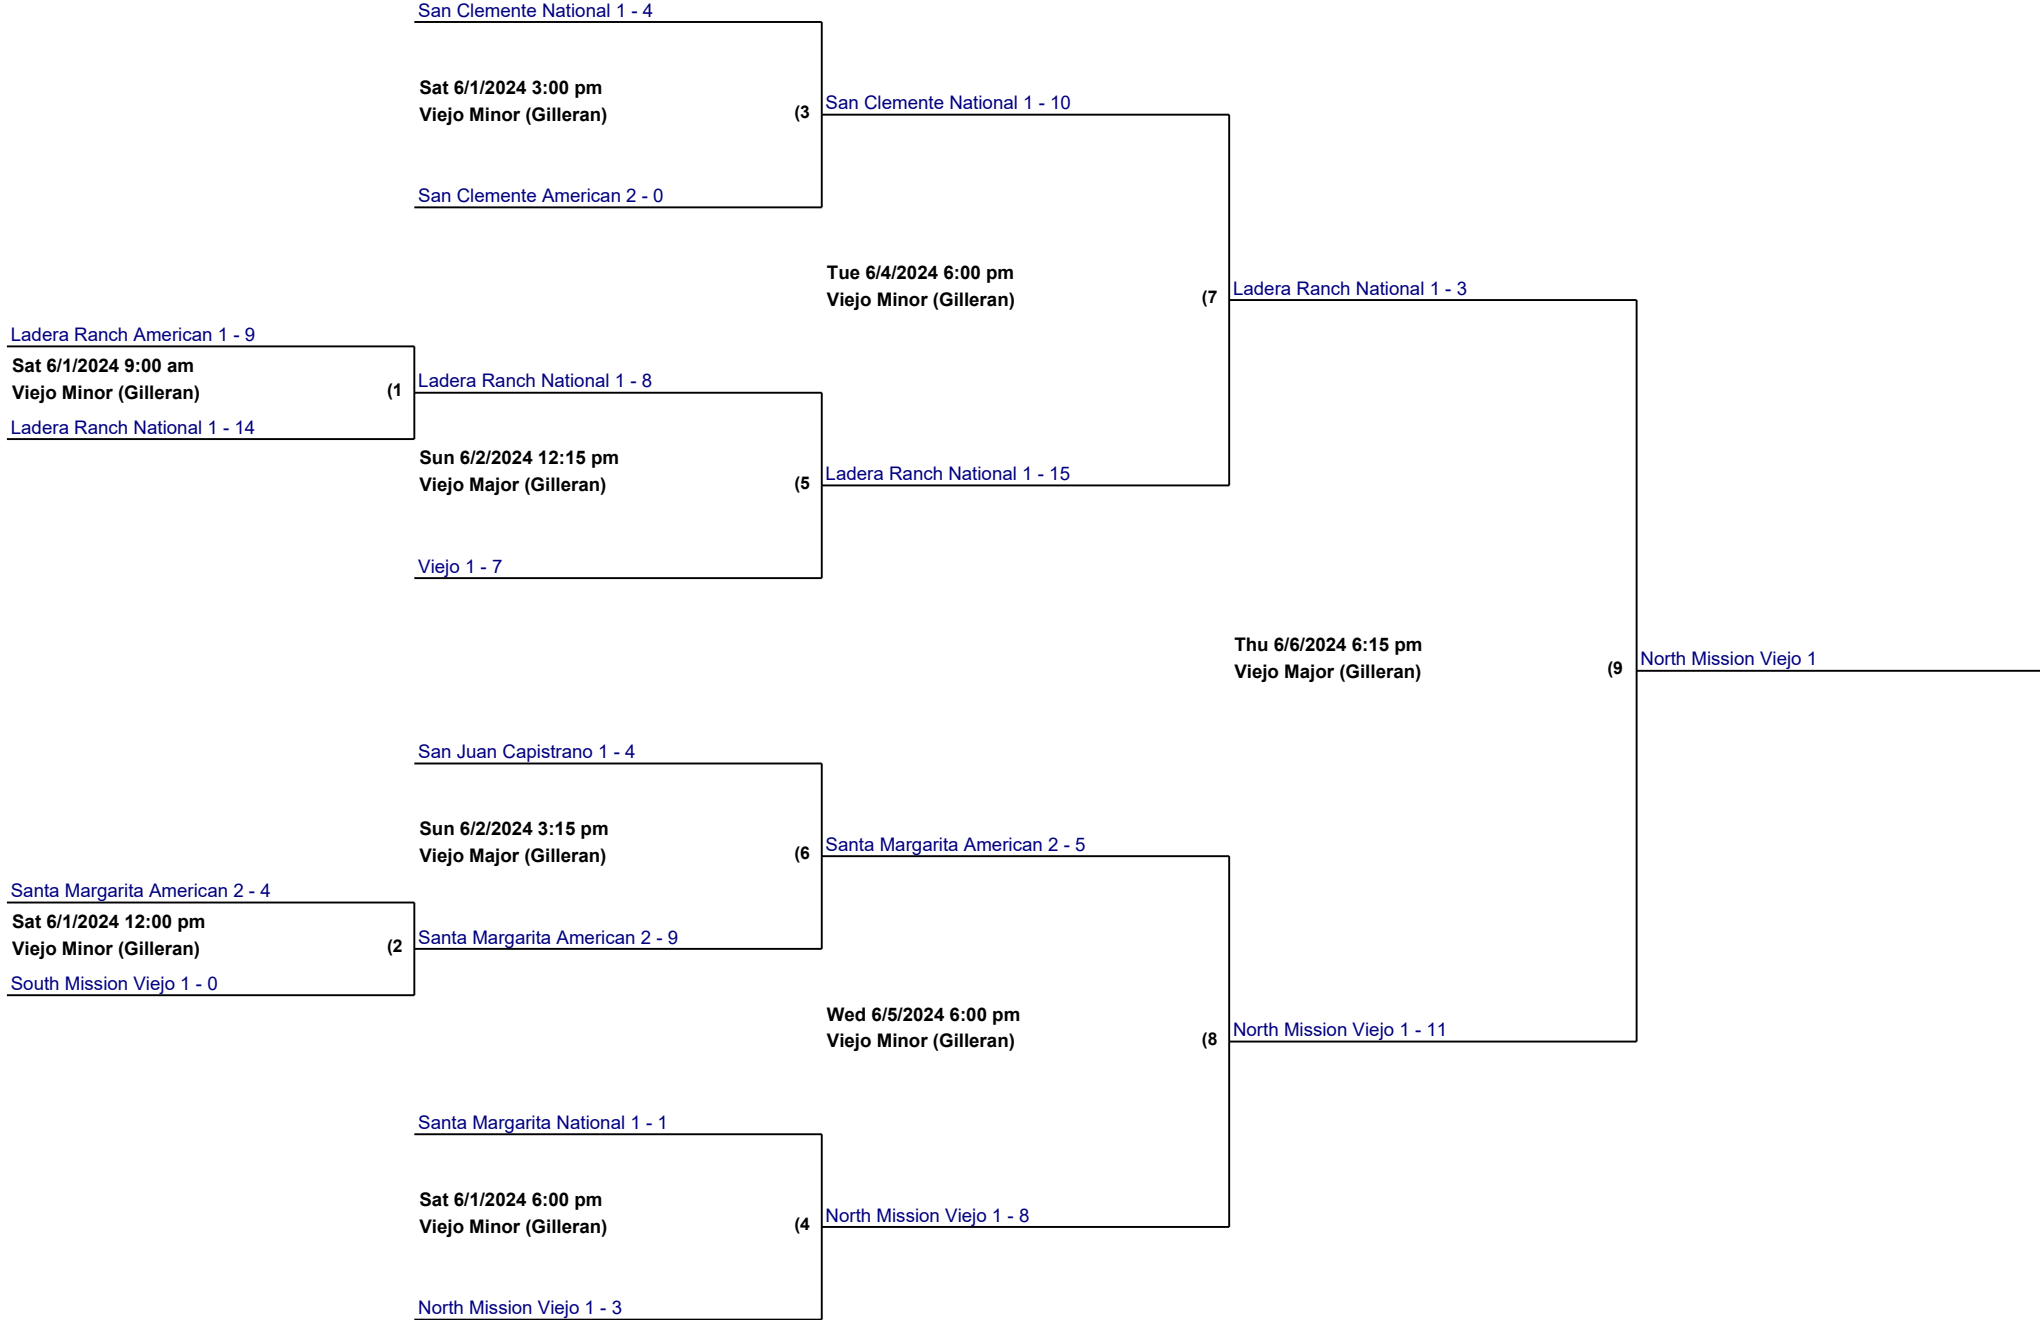 San Clemente National 1 - 4
Sat 6/1/2024 3:00 pm
Viejo Minor (Gilleran)
(3
San Clemente National 1 - 10
San Clemente American 2 - 0
Tue 6/4/2024 6:00 pm
Viejo Minor (Gilleran)
(7
Ladera Ranch National 1 - 3
Ladera Ranch American 1 - 9
Sat 6/1/2024 9:00 am
Viejo Minor (Gilleran)
(1
Ladera Ranch National 1 - 8
Ladera Ranch National 1 - 14
Sun 6/2/2024 12:15 pm
Viejo Major (Gilleran)
(5
Ladera Ranch National 1 - 15
Viejo 1 - 7
Thu 6/6/2024 6:15 pm
Viejo Major (Gilleran)
(9
North Mission Viejo 1
San Juan Capistrano 1 - 4
Sun 6/2/2024 3:15 pm
Viejo Major (Gilleran)
(6
Santa Margarita American 2 - 5
Santa Margarita American 2 - 4
Sat 6/1/2024 12:00 pm
Viejo Minor (Gilleran)
(2
Santa Margarita American 2 - 9
South Mission Viejo 1 - 0
Wed 6/5/2024 6:00 pm
Viejo Minor (Gilleran)
(8
North Mission Viejo 1 - 11
Santa Margarita National 1 - 1
Sat 6/1/2024 6:00 pm
Viejo Minor (Gilleran)
(4
North Mission Viejo 1 - 8
North Mission Viejo 1 - 3